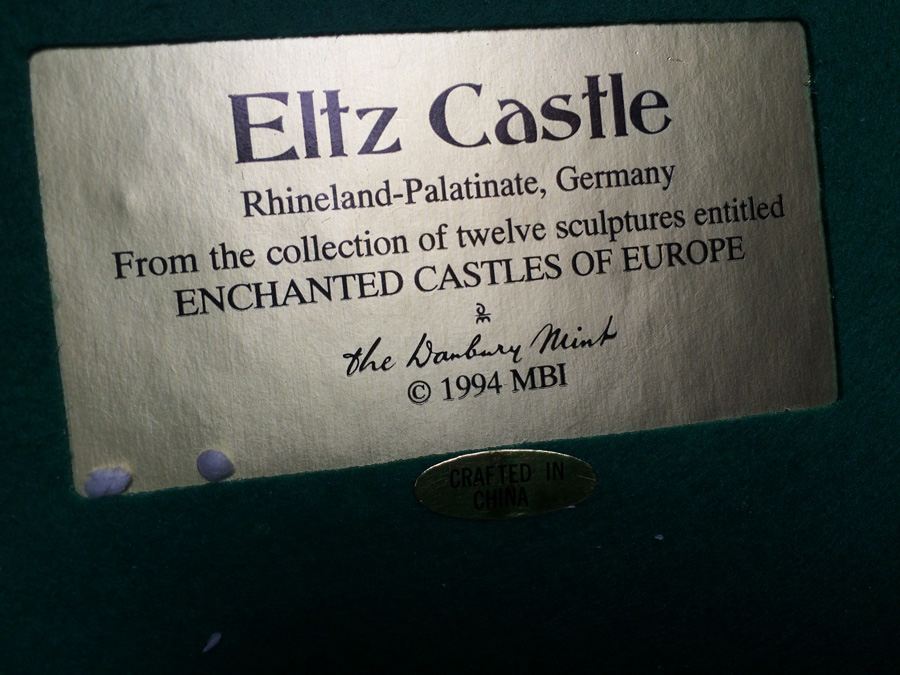 Eltz Castle
Rhineland-Palatinate, Germany
From the collection of twelve sculptures entitled
ENCHANTED CASTLES OF EUROPE
the Danbury Mint
© 1994 MBI
CRAFTED IN
CHINA